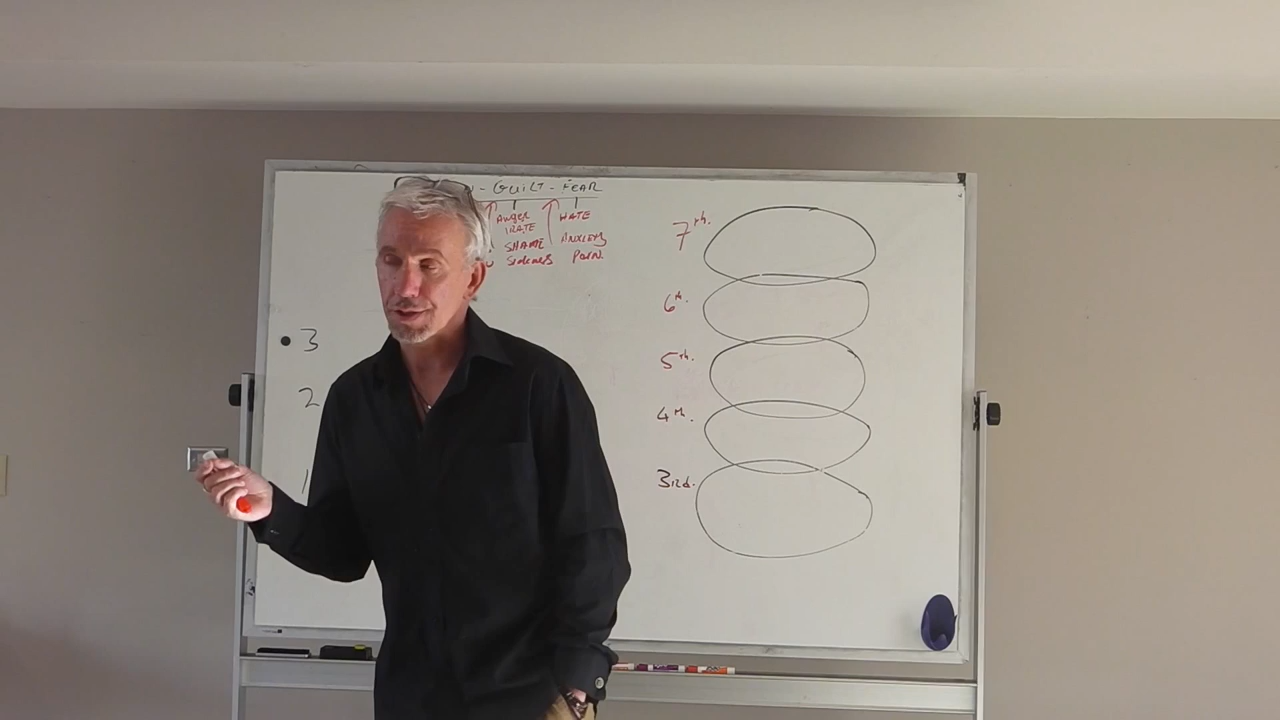 - GUILT - FEAR
ANGER HATE
IRATE
SHAME ANXIETY
SADNESS PAIN
7th.
6th.
5th.
4th.
3rd.
3
2
1